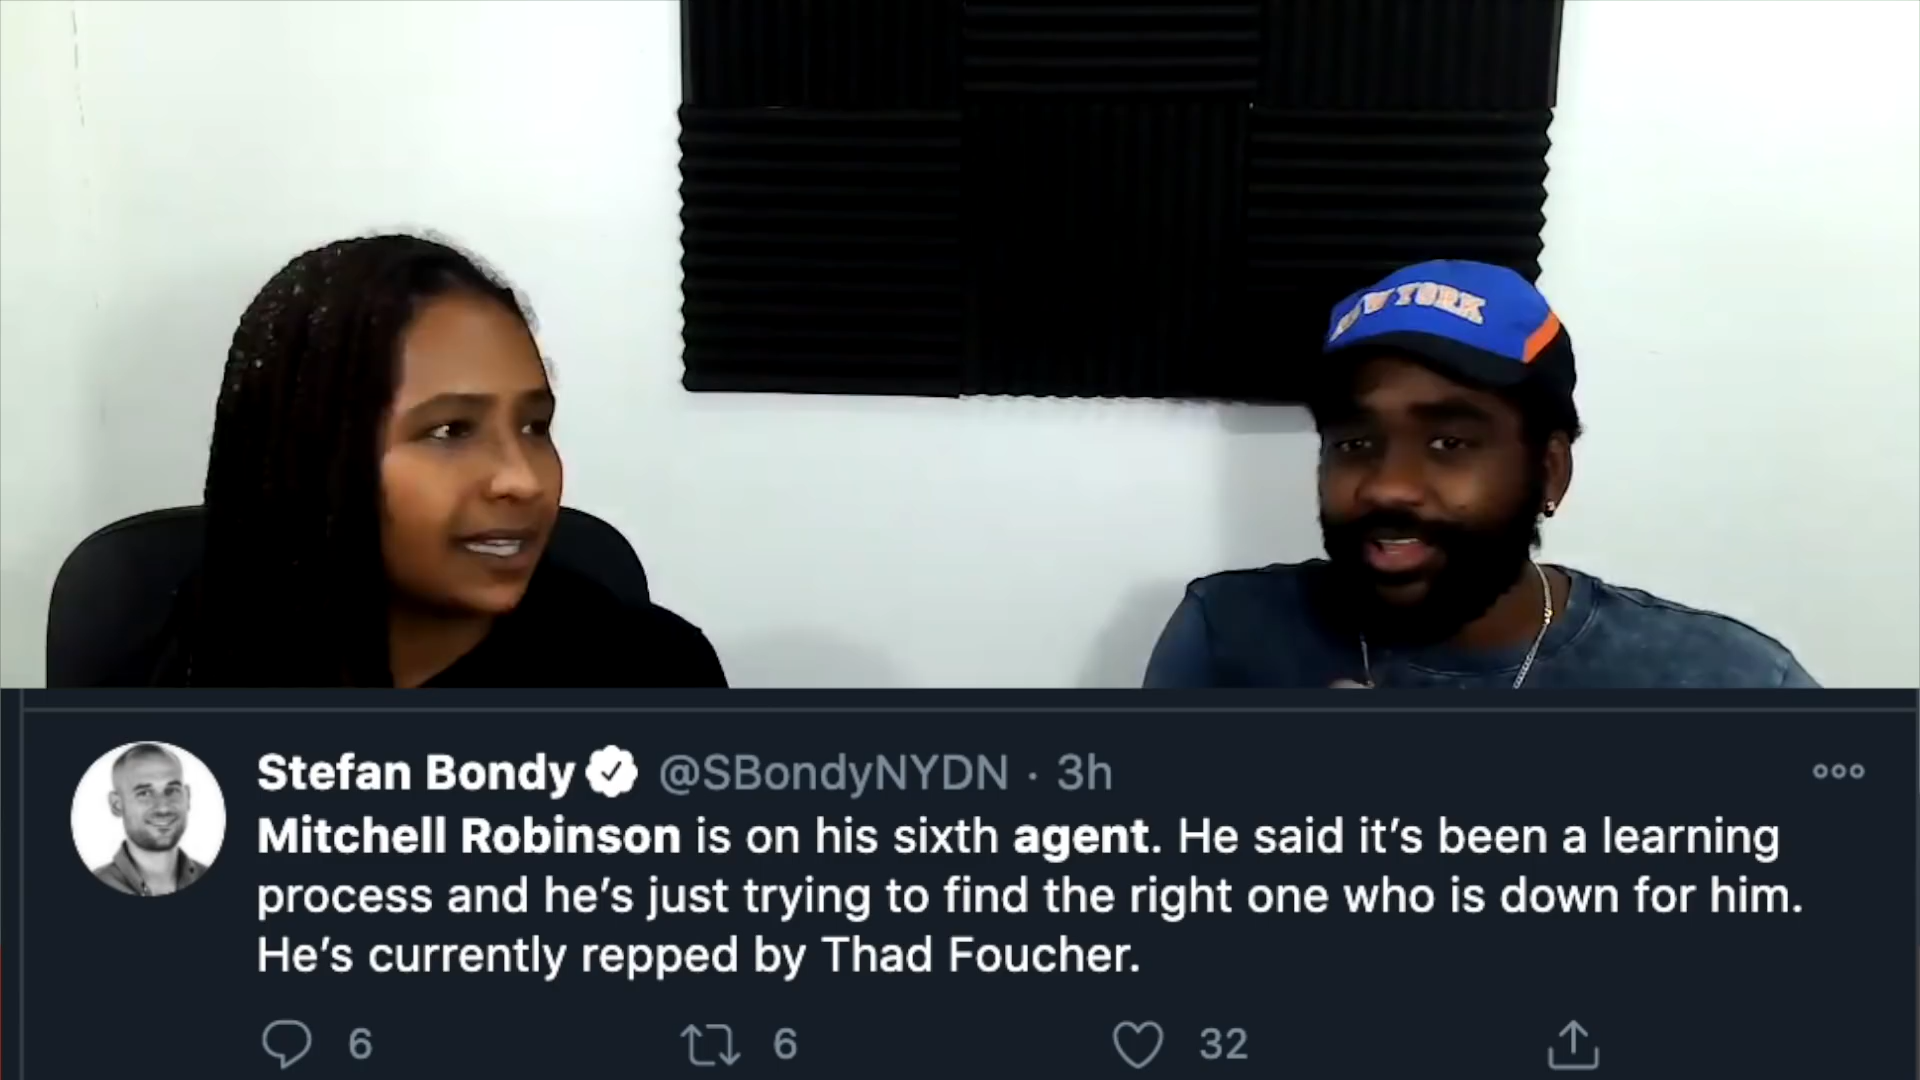 YORK
Stefan Bondy @SBondyNYDN · 3h
Mitchell Robinson is on his sixth agent. He said it’s been a learning
process and he’s just trying to find the right one who is down for him.
He’s currently repped by Thad Foucher.
6 6 32